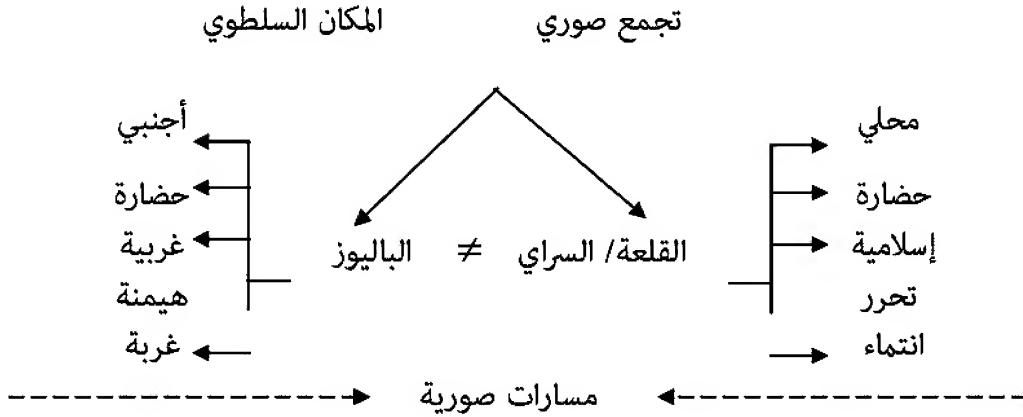 تجمع صوري المكان السلطوي
محلي
حضارة
إسلامية
تحرر
انتماء
القلعة/ السراي ≠ الباليوز
أجنبي
حضارة
غربية
هيمنة
غربة
مسارات صورية